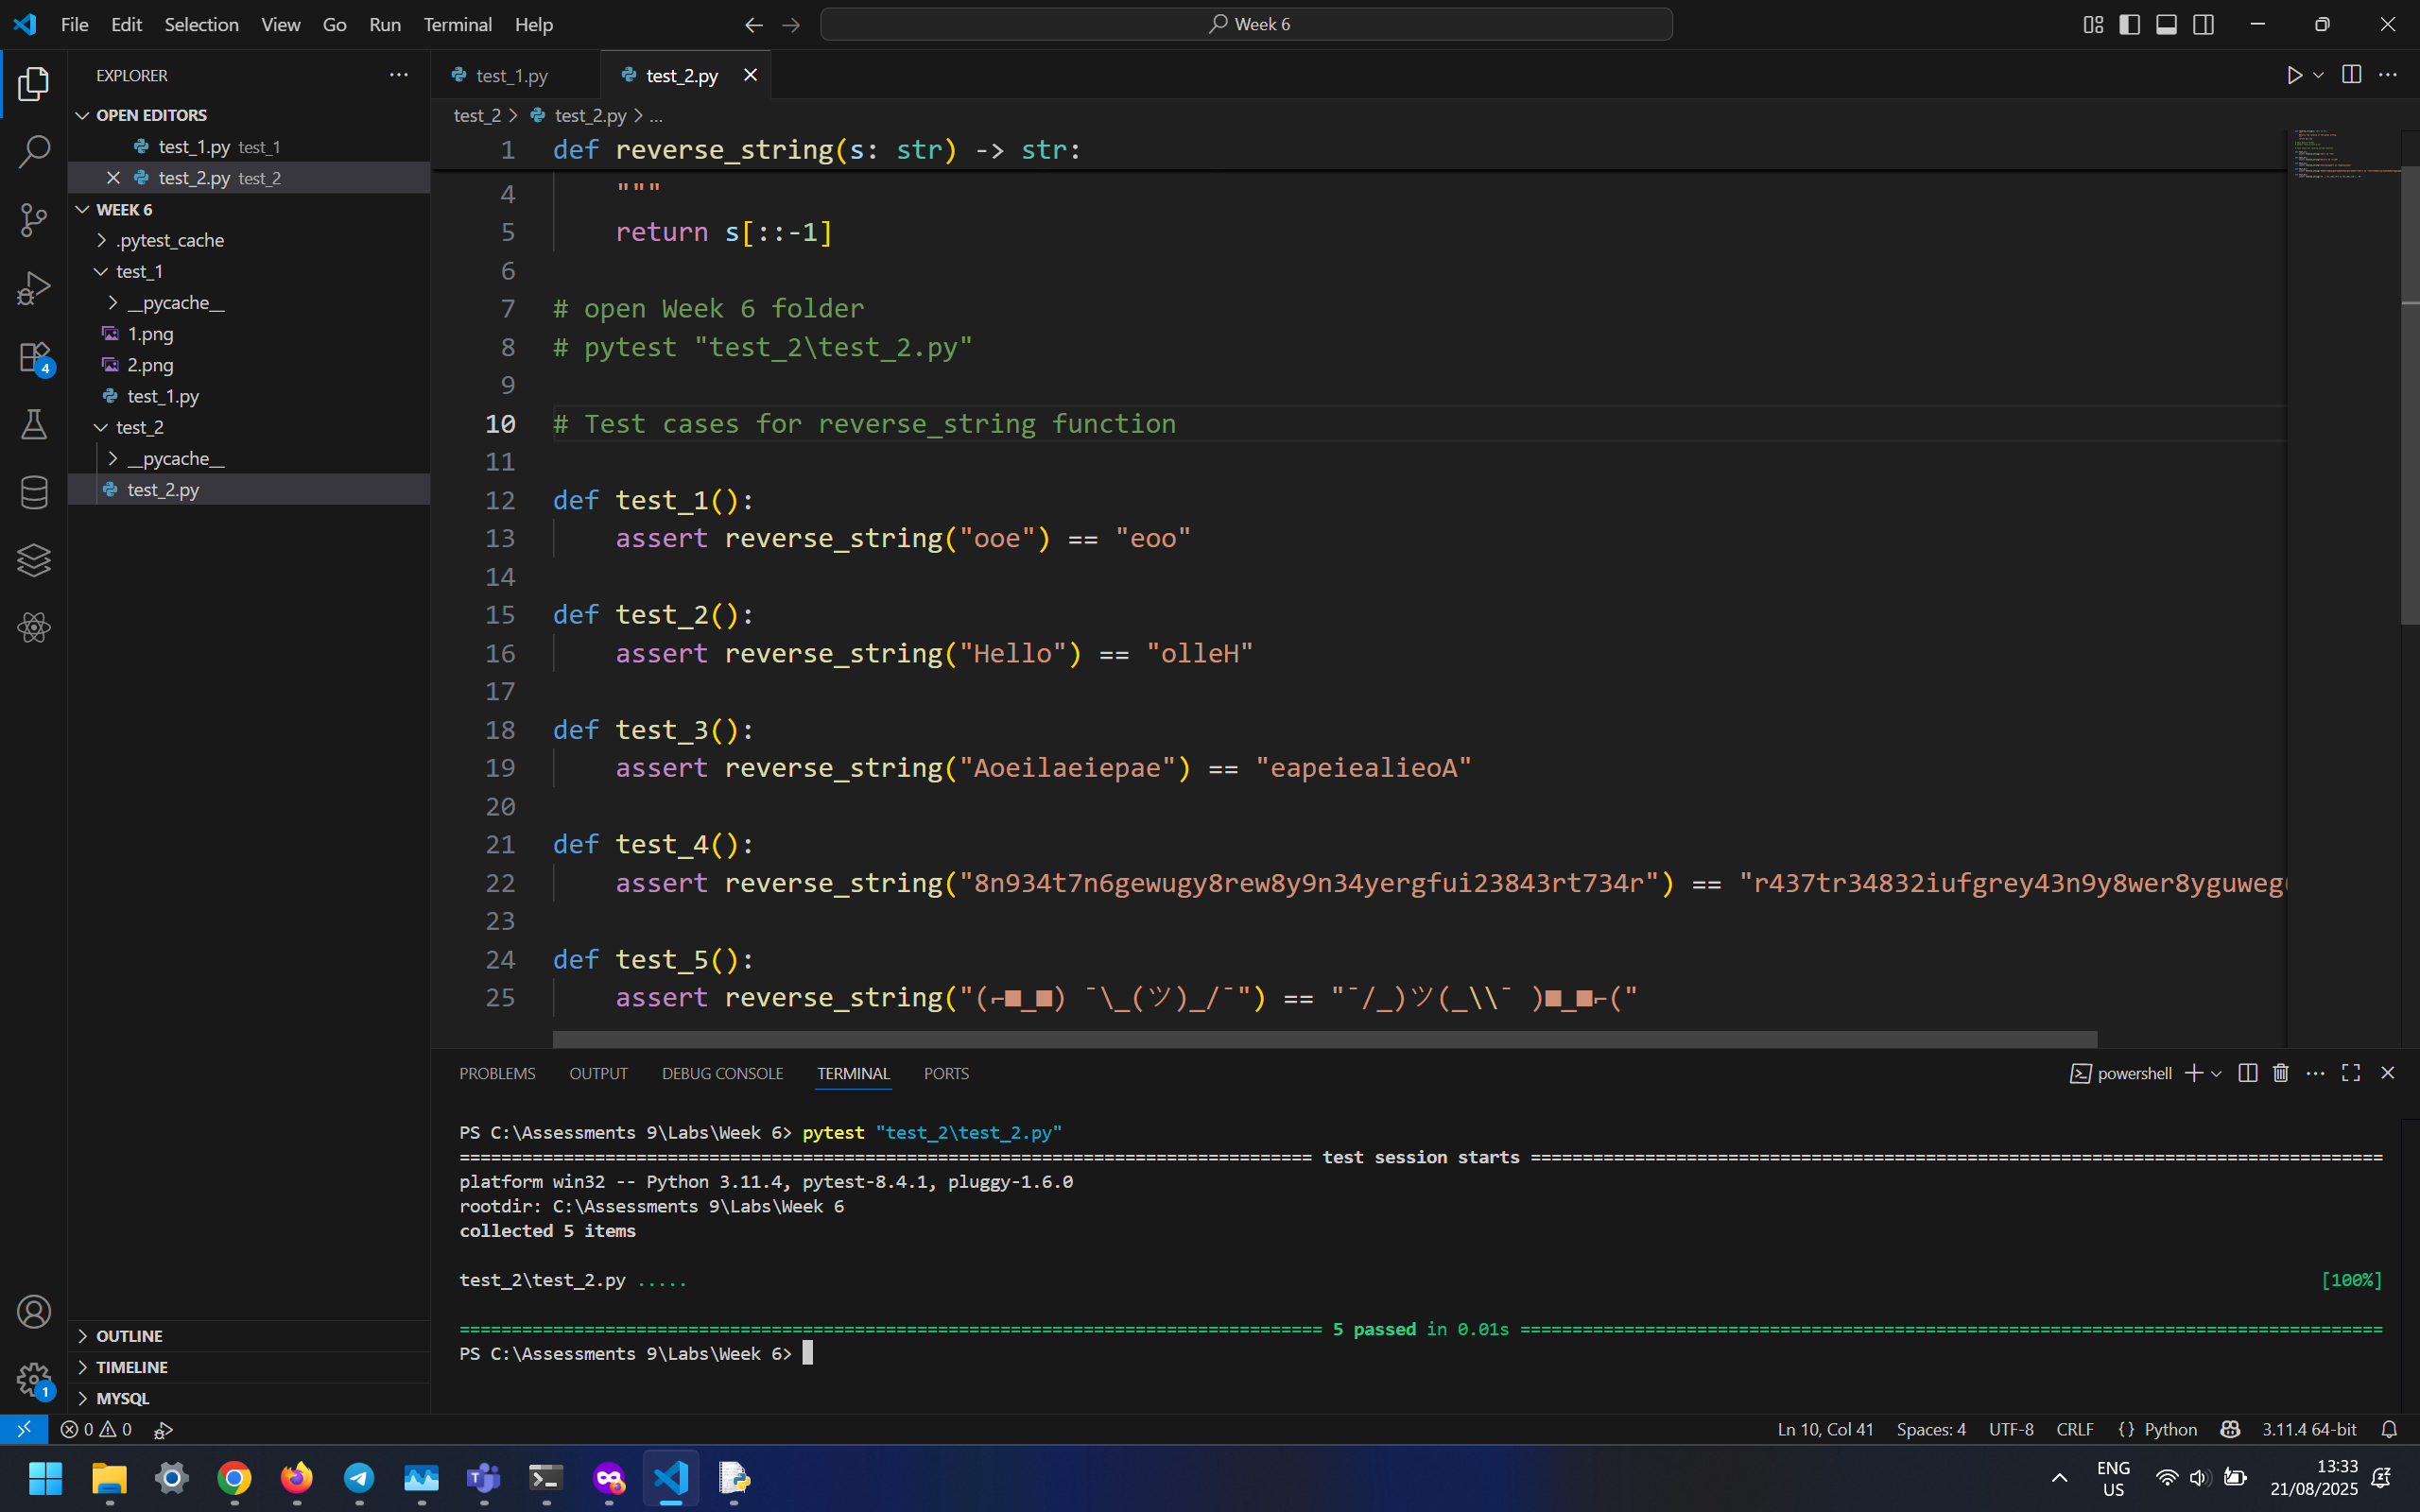 File Edit Selection View Go Run Terminal Help
Week 6
EXPLORER
OPEN EDITORS
test_1.py test_1
test_2.py test_2
WEEK 6
.pytest_cache
test_1
__pycache__
1.png
2.png
test_1.py
test_2
__pycache__
test_2.py
OUTLINE
TIMELINE
MYSQL
4
1
test_1.py
test_2.py
test_2 > test_2.py > ...
1 def reverse_string(s: str) -> str:
4 """
5 return s[::-1]
6
7 # open Week 6 folder
8 # pytest "test_2\test_2.py"
9
10 # Test cases for reverse_string function
11
12 def test_1():
13 assert reverse_string("ooe") == "eoo"
14
15 def test_2():
16 assert reverse_string("Hello") == "olleH"
17
18 def test_3():
19 assert reverse_string("Aoeilaeiepae") == "eapeiealieoA"
20
21 def test_4():
22 assert reverse_string("8n934t7n6gewugy8rew8y9n34yergfui23843rt734r") == "r437tr34832iufgrey43n9y8wer8yguweg
23
24 def test_5():
25 assert reverse_string("(⌐■_■) ¯\_(ツ)_/¯") == "¯/_)ツ(_\\¯ )■_■⌐("
PROBLEMS OUTPUT DEBUG CONSOLE TERMINAL PORTS
powershell
PS C:\Assessments 9\Labs\Week 6> pytest "test_2\test_2.py"
test session starts
platform win32 -- Python 3.11.4, pytest-8.4.1, pluggy-1.6.0
rootdir: C:\Assessments 9\Labs\Week 6
collected 5 items
test_2\test_2.py ..... [100%]
5 passed in 0.01s
PS C:\Assessments 9\Labs\Week 6>
0 0
Ln 10, Col 41 Spaces: 4 UTF-8 CRLF {} Python 3.11.4 64-bit
ENG
US
13:33
21/08/2025